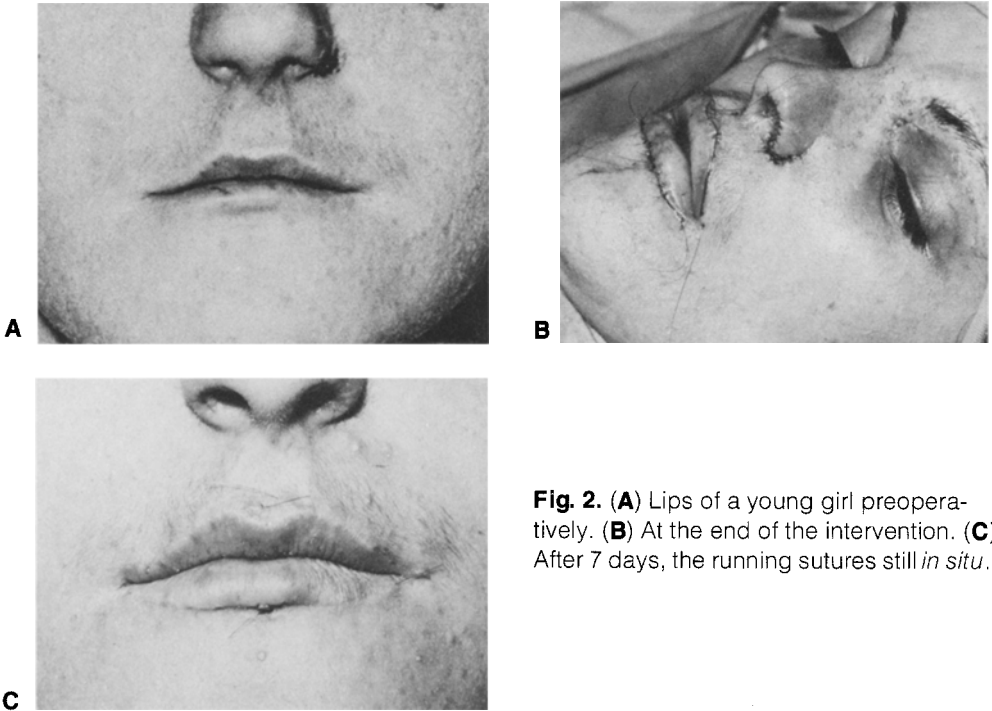 A
B
C
Fig. 2. (A) Lips of a young girl preopera-
tively. (B) At the end of the intervention. (C)
After 7 days, the running sutures still in situ.